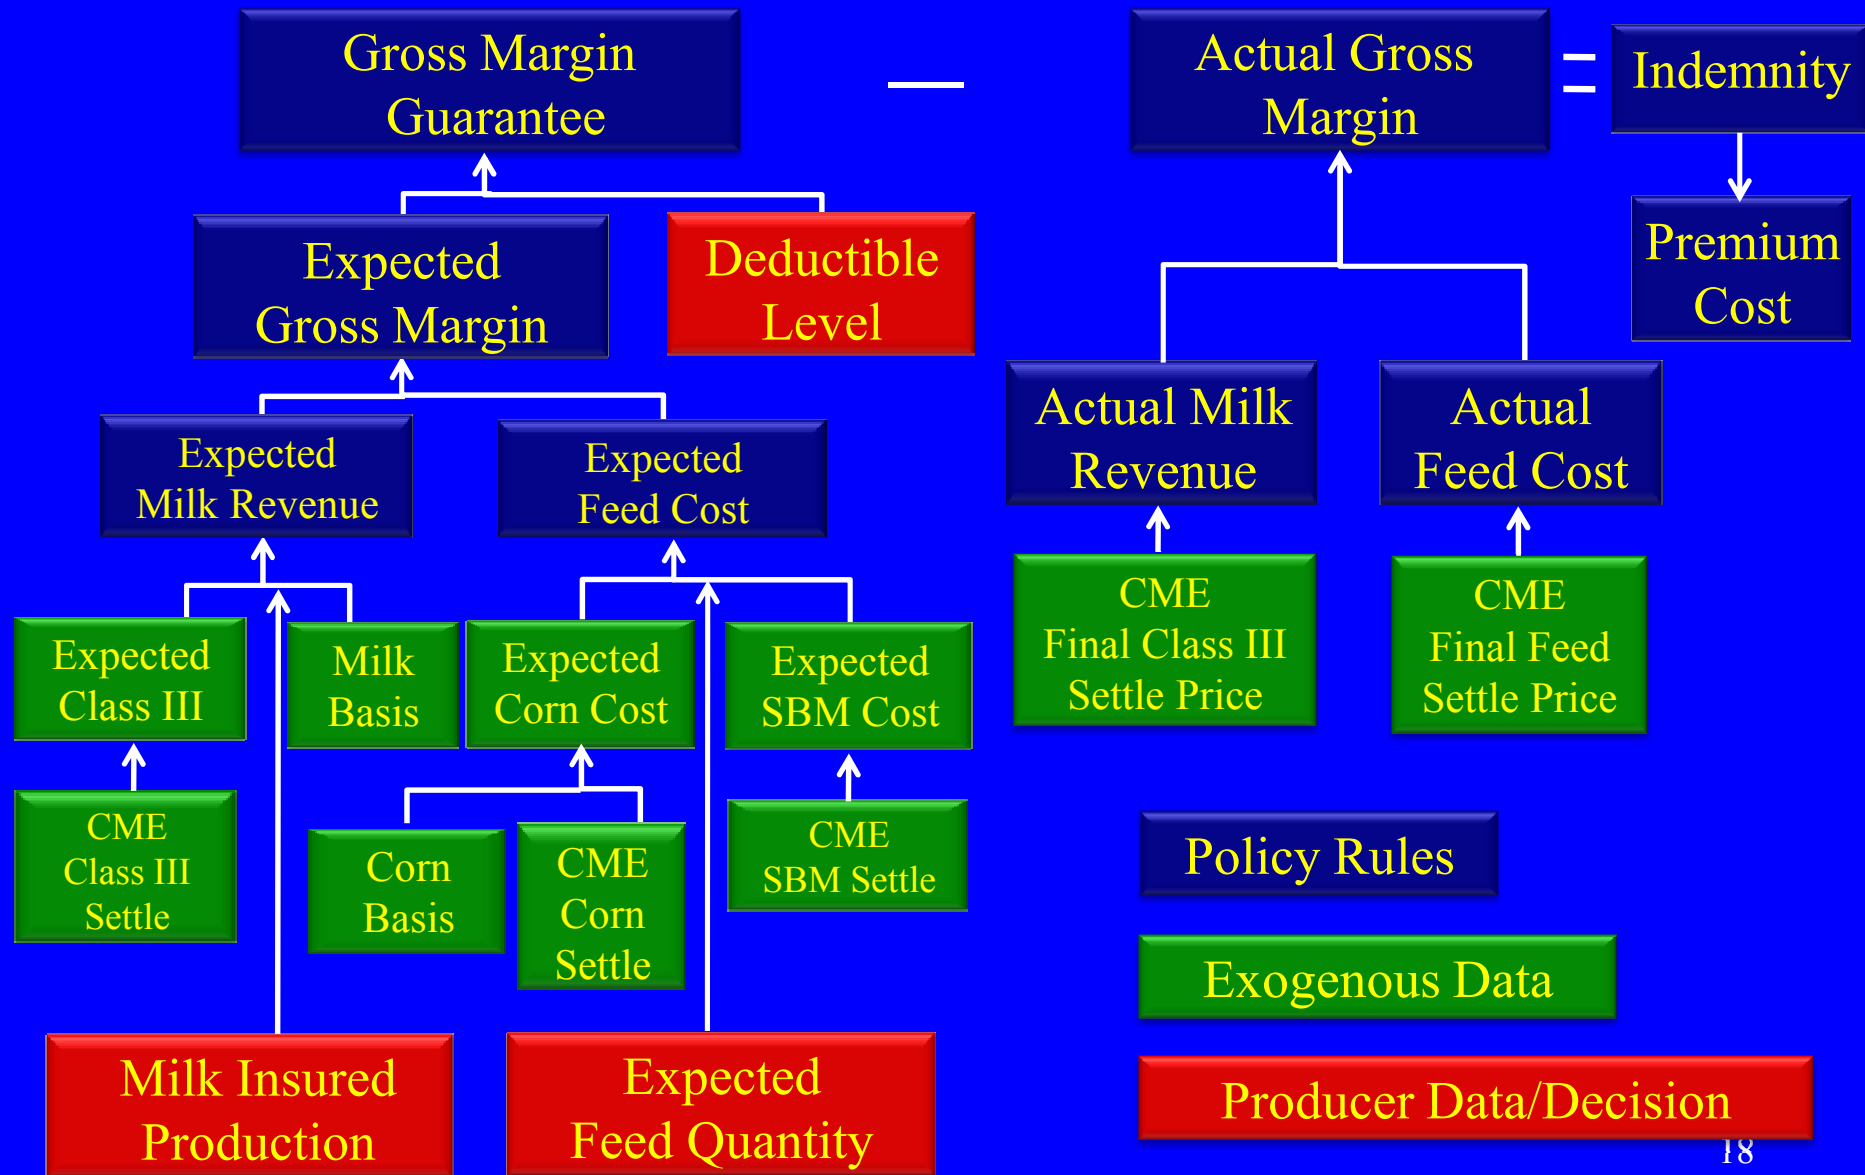 Gross Margin
Guarantee
—
Actual Gross
Margin
=
Indemnity
Premium
Cost
Expected
Gross Margin
Deductible
Level
Expected
Milk Revenue
Expected
Feed Cost
Actual Milk
Revenue
Actual
Feed Cost
Expected
Class III
Milk
Basis
Expected
Corn Cost
Expected
SBM Cost
CME
Final Class III
Settle Price
CME
Final Feed
Settle Price
CME
Class III
Settle
Corn
Basis
CME
Corn
Settle
CME
SBM Settle
Policy Rules
Exogenous Data
Milk Insured
Production
Expected
Feed Quantity
Producer Data/Decision
18